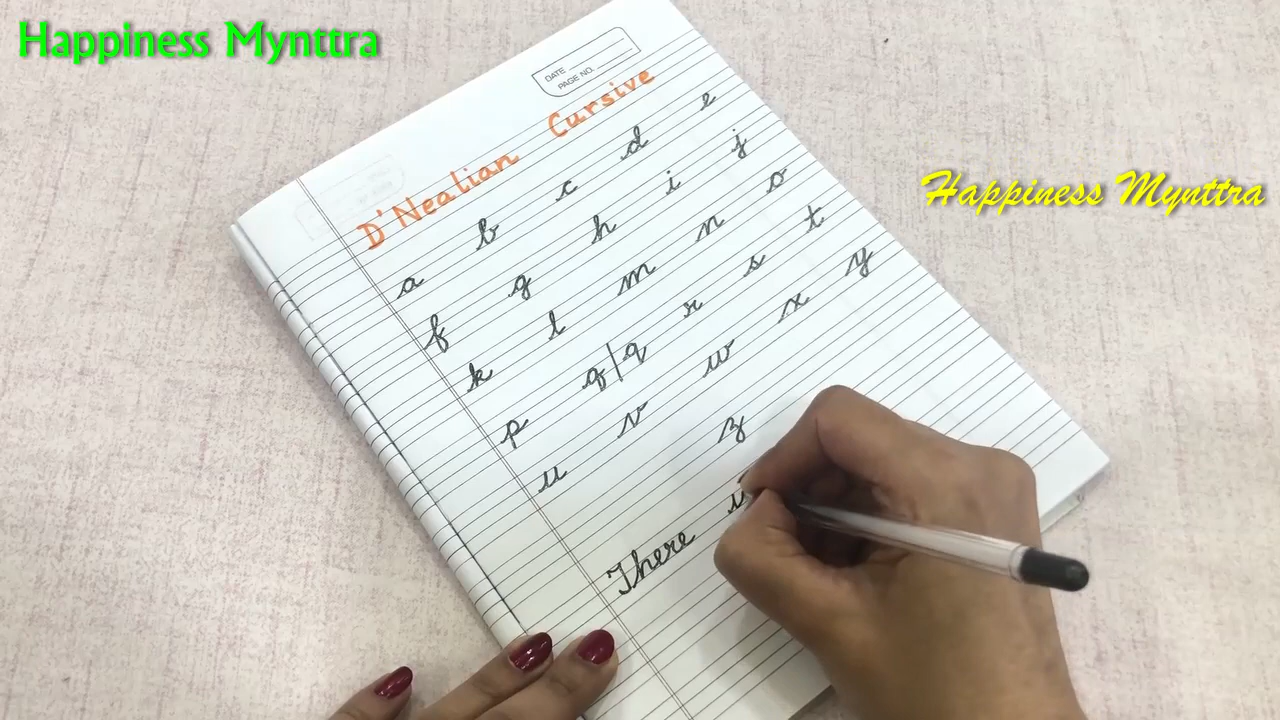 Happiness Mynttra
DATE
PAGE NO.
D'Nealian Cursive
Happiness Mynttra
a b c d e
f g h i j
k l m n o
p q/q r s t
u v w x y
z
There